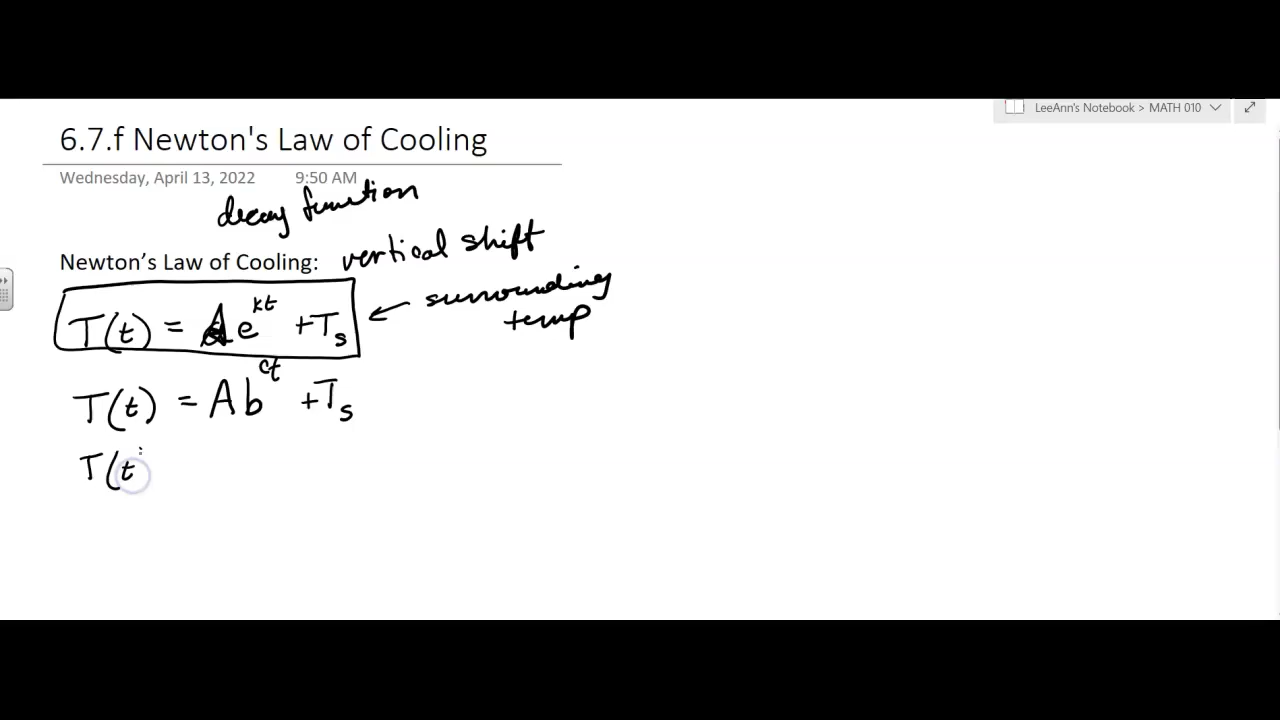 LeeAnn's Notebook > MATH 010
6.7.f Newton's Law of Cooling
Wednesday, April 13, 2022 9:50 AM
decay function
Newton's Law of Cooling: vertical shift
T(t) = Ae^{kt} + T_s ← surrounding
temp
T(t) = Ab^{ct} + T_s
T(t